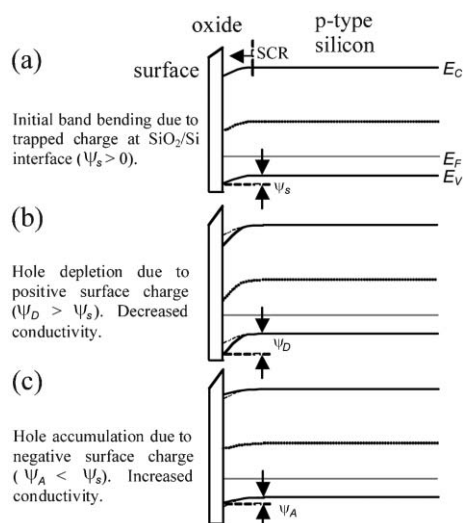 oxide
p-type
silicon
(a)
SCR
surface
E_C
Initial band bending due to
trapped charge at SiO₂/Si
interface (Ψ_s > 0).
E_F
E_V
Ψ_s
(b)
Hole depletion due to
positive surface charge
(Ψ_D > Ψ_s). Decreased
conductivity.
Ψ_D
(c)
Hole accumulation due to
negative surface charge
( Ψ_A < Ψ_s). Increased
conductivity.
Ψ_A